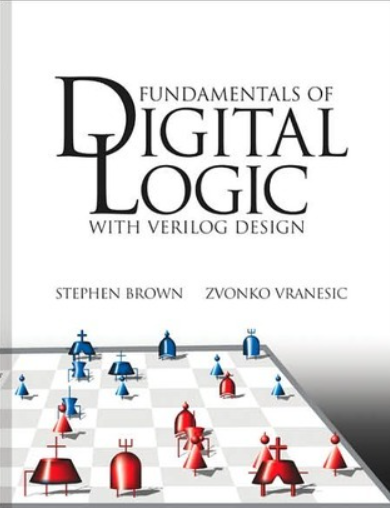 FUNDAMENTALS OF
DIGITAL
LOGIC
WITH VERILOG DESIGN
STEPHEN BROWN ZVONKO VRANESIC